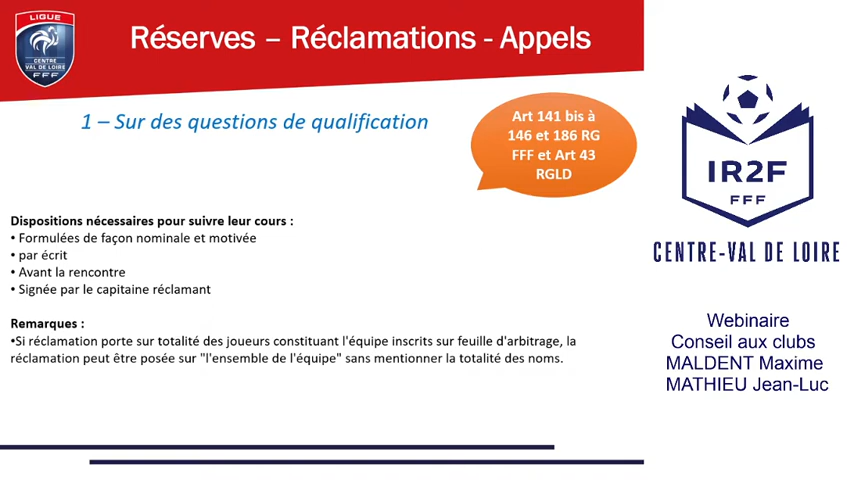 LIGUE
CENTRE
VAL DE LOIRE
FFF
Réserves – Réclamations - Appels
1 – Sur des questions de qualification
Art 141 bis à
146 et 186 RG
FFF et Art 43
RGLD
Dispositions nécessaires pour suivre leur cours :
• Formulées de façon nominale et motivée
• par écrit
• Avant la rencontre
• Signée par le capitaine réclamant
Remarques :
•Si réclamation porte sur totalité des joueurs constituant l'équipe inscrits sur feuille d'arbitrage, la
réclamation peut être posée sur "l'ensemble de l'équipe" sans mentionner la totalité des noms.
IR2F
FFF
CENTRE-VAL DE LOIRE
Webinaire
Conseil aux clubs
MALDENT Maxime
MATHIEU Jean-Luc